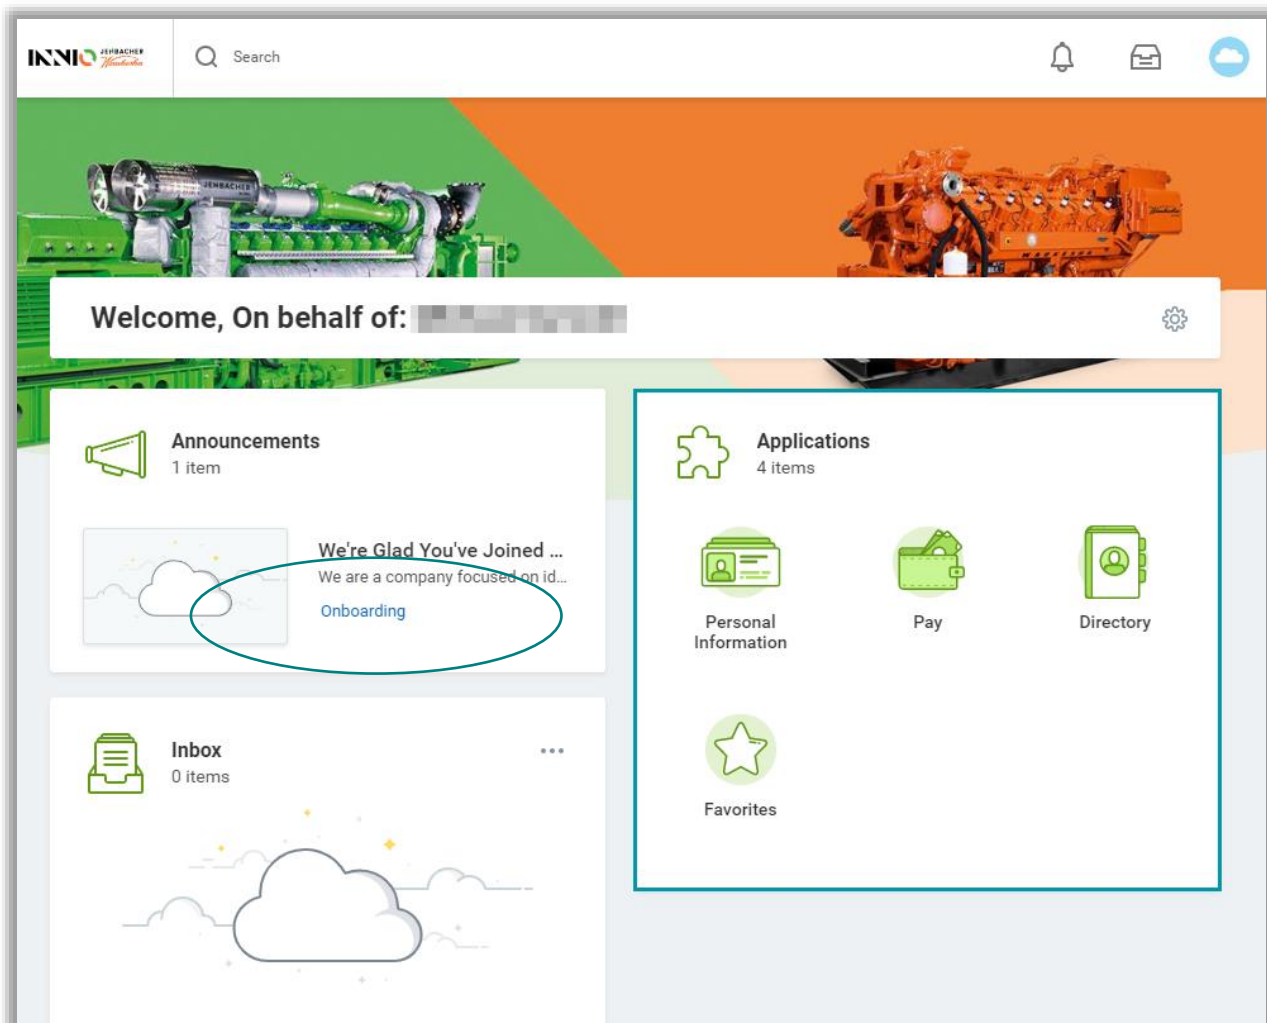 INNIO JENBACHER
Waukesha
Search
JENBACHER
Welcome, On behalf of:
Announcements
1 item
We're Glad You've Joined ...
We are a company focused on id...
Onboarding
Applications
4 items
Personal
Information
Pay
Directory
Favorites
Inbox
0 items